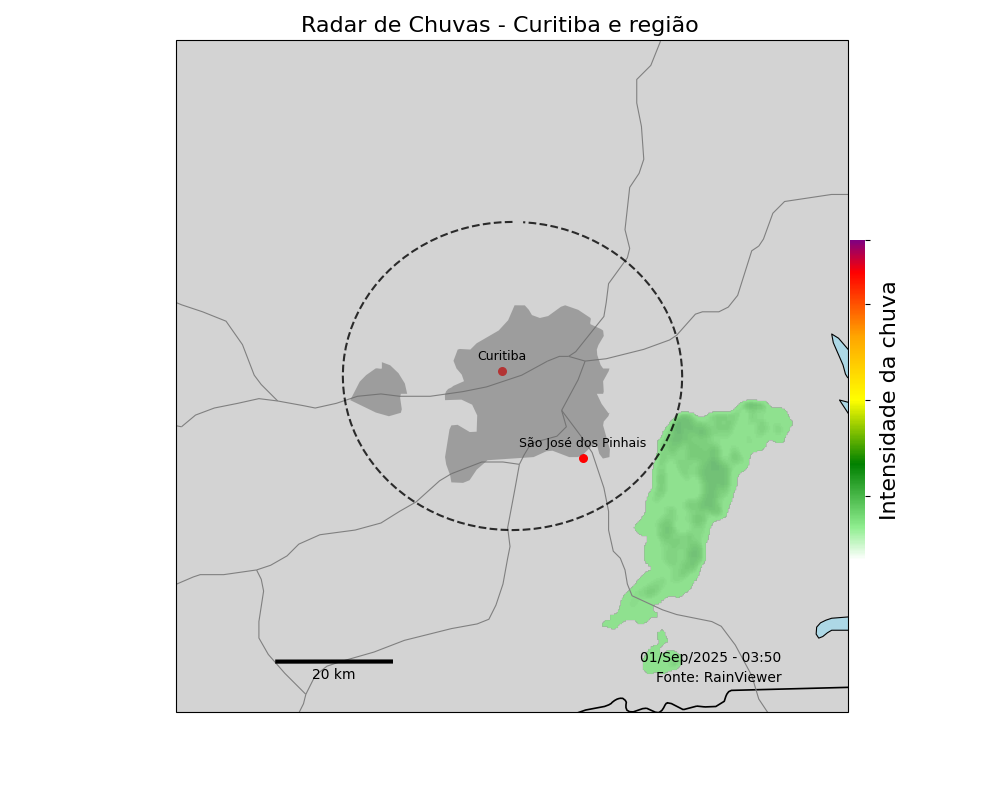 Radar de Chuvas - Curitiba e região
Curitiba
São José dos Pinhais
Intensidade da chuva
01/Sep/2025 - 03:50
20 km
Fonte: RainViewer